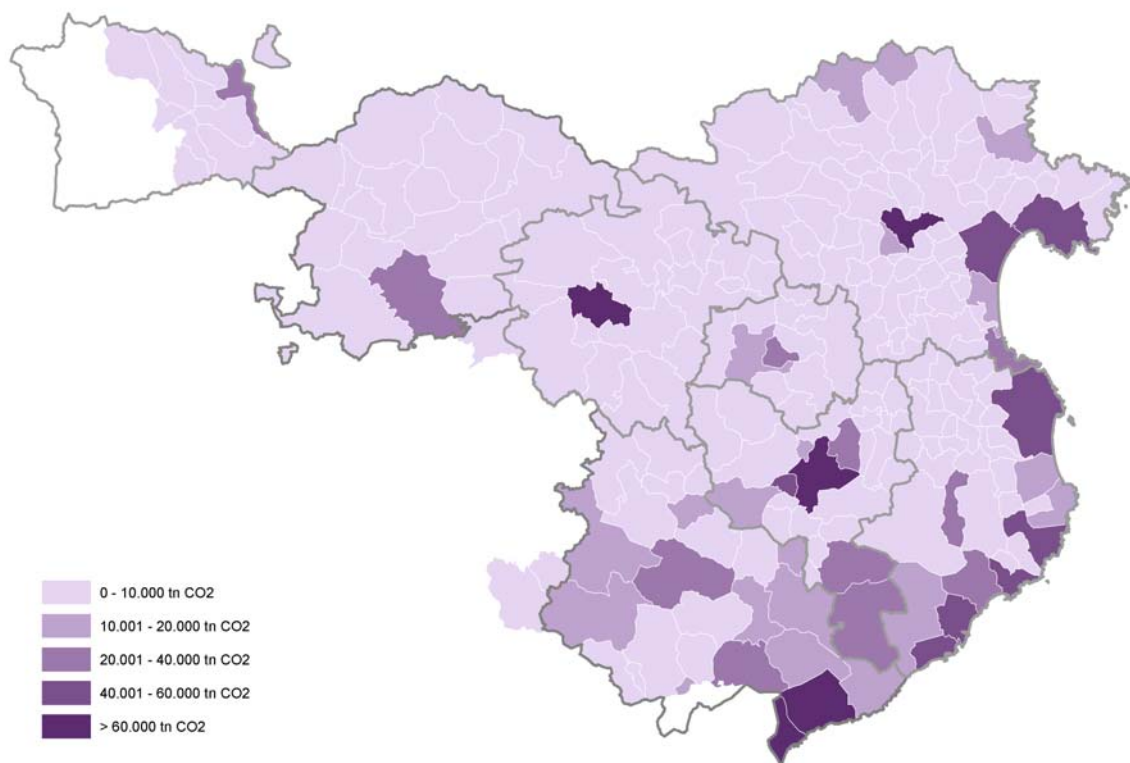 0 - 10.000 tn CO2
10.001 - 20.000 tn CO2
20.001 - 40.000 tn CO2
40.001 - 60.000 tn CO2
> 60.000 tn CO2